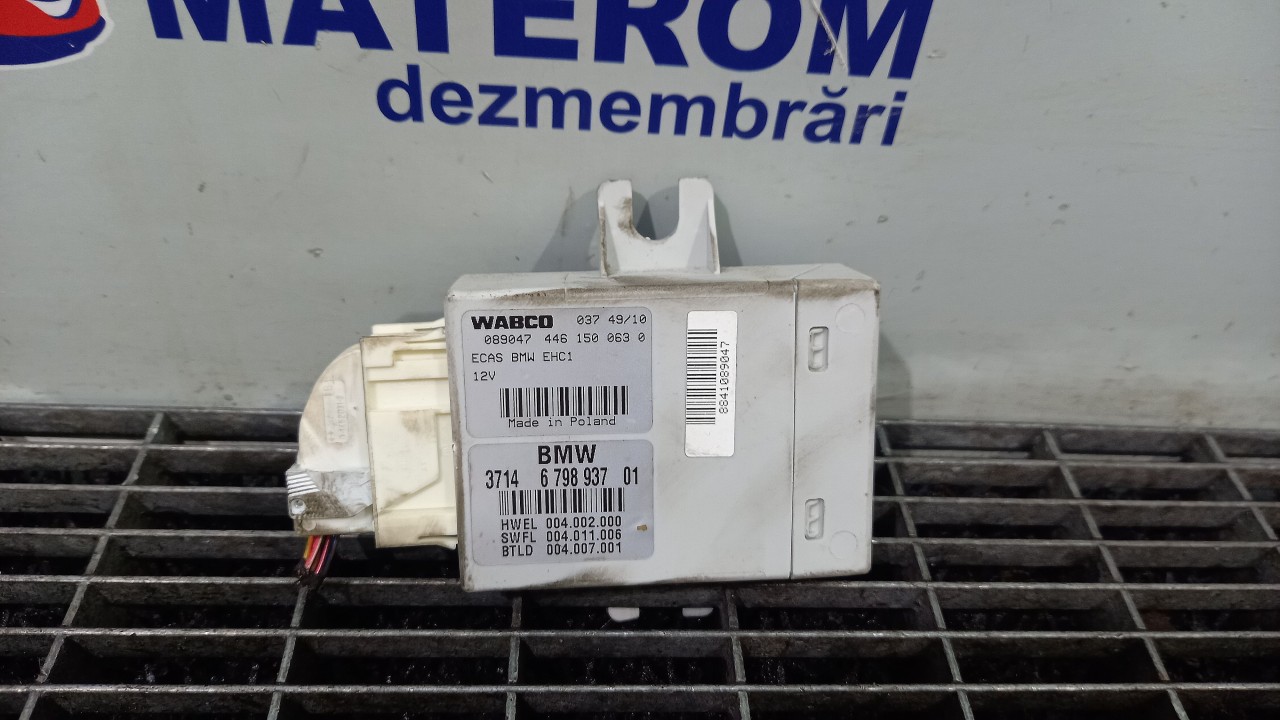 MATEROM
dezmembrări
WABCO 037 49/10
089047 446 150 063 0
ECAS BMW EHC1
12V
Made in Poland
8841089047
BMW
3714 6 798 937 01
HWEL 004.002.000
SWFL 004.011.006
BTLD 004.007.001